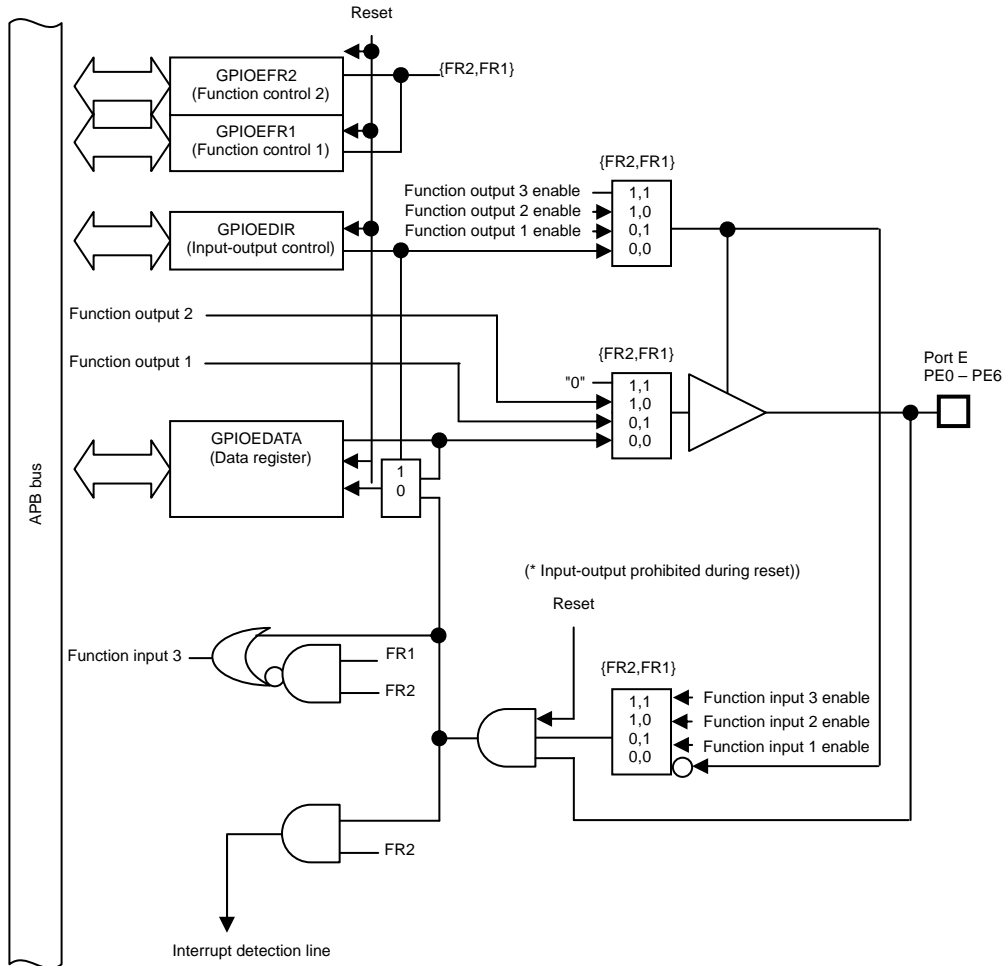 Reset
GPIOEFR2
(Function control 2)
{FR2,FR1}
GPIOEFR1
(Function control 1)
{FR2,FR1}
Function output 3 enable
Function output 2 enable
Function output 1 enable
1,1
1,0
0,1
0,0
GPIOEDIR
(Input-output control)
Function output 2
Function output 1
{FR2,FR1}
"0"
1,1
1,0
0,1
0,0
Port E
PE0 – PE6
GPIOEDATA
(Data register)
1
0
APB bus
(* Input-output prohibited during reset))
Reset
Function input 3
FR1
FR2
{FR2,FR1}
1,1
1,0
0,1
0,0
Function input 3 enable
Function input 2 enable
Function input 1 enable
FR2
Interrupt detection line